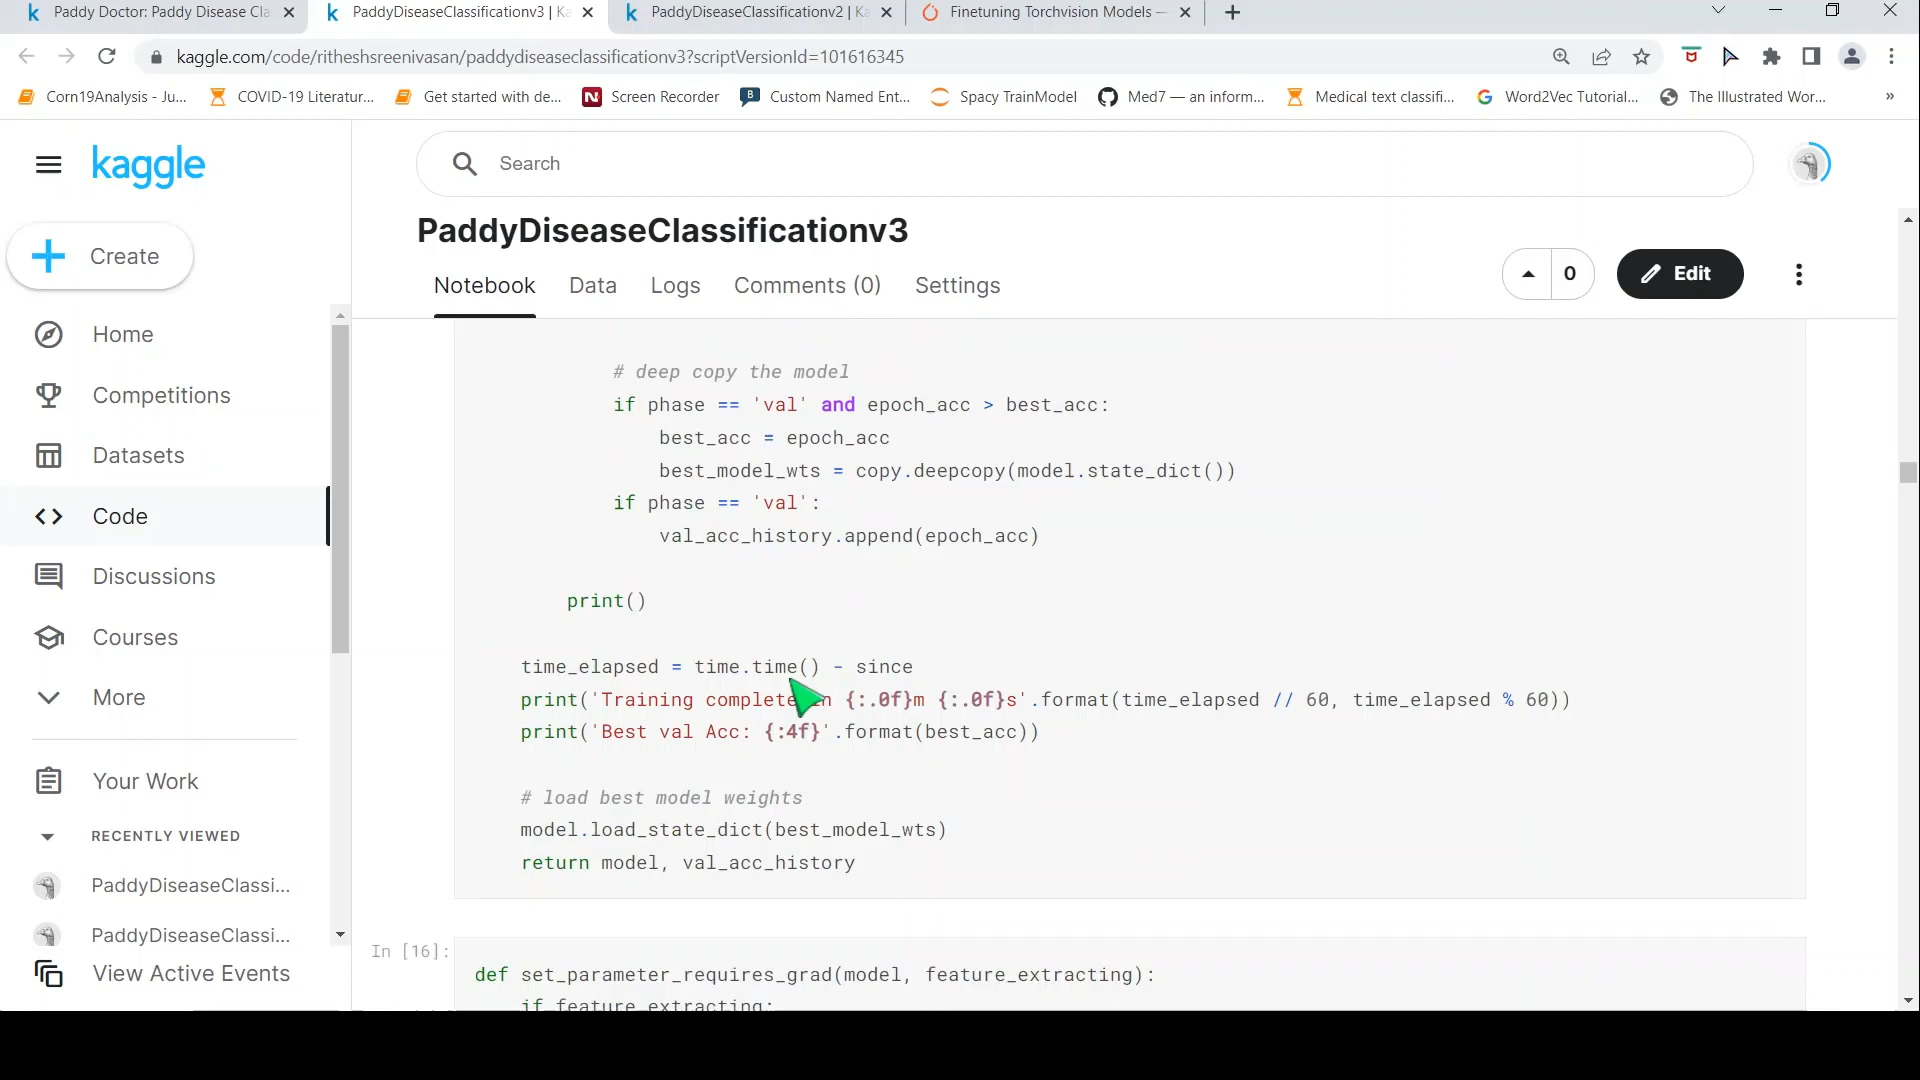 Paddy Doctor: Paddy Disease Cla
PaddyDiseaseClassificationv3 | Ka
PaddyDiseaseClassificationv2 | Ka
Finetuning Torchvision Models —
kaggle.com/code/ritheshsreenivasan/paddydiseaseclassificationv3?scriptVersionId=101616345
Corn19Analysis - Ju...
COVID-19 Literatur...
Get started with de...
Screen Recorder
Custom Named Ent...
Spacy TrainModel
Med7 — an inform...
Medical text classifi...
Word2Vec Tutorial...
The Illustrated Wor...
»
kaggle
Search
Create
PaddyDiseaseClassificationv3
Notebook
Data
Logs
Comments (0)
Settings
0
Edit
Home
Competitions
Datasets
Code
Discussions
Courses
More
Your Work
RECENTLY VIEWED
PaddyDiseaseClassi...
PaddyDiseaseClassi...
View Active Events
# deep copy the model
if phase == 'val' and epoch_acc > best_acc:
best_acc = epoch_acc
best_model_wts = copy.deepcopy(model.state_dict())
if phase == 'val':
val_acc_history.append(epoch_acc)
print()
time_elapsed = time.time() - since
print('Training complete in {:.0f}m {:.0f}s'.format(time_elapsed // 60, time_elapsed % 60))
print('Best val Acc: {:4f}'.format(best_acc))
# load best model weights
model.load_state_dict(best_model_wts)
return model, val_acc_history
In [16]:
def set_parameter_requires_grad(model, feature_extracting):
if feature_extracting: